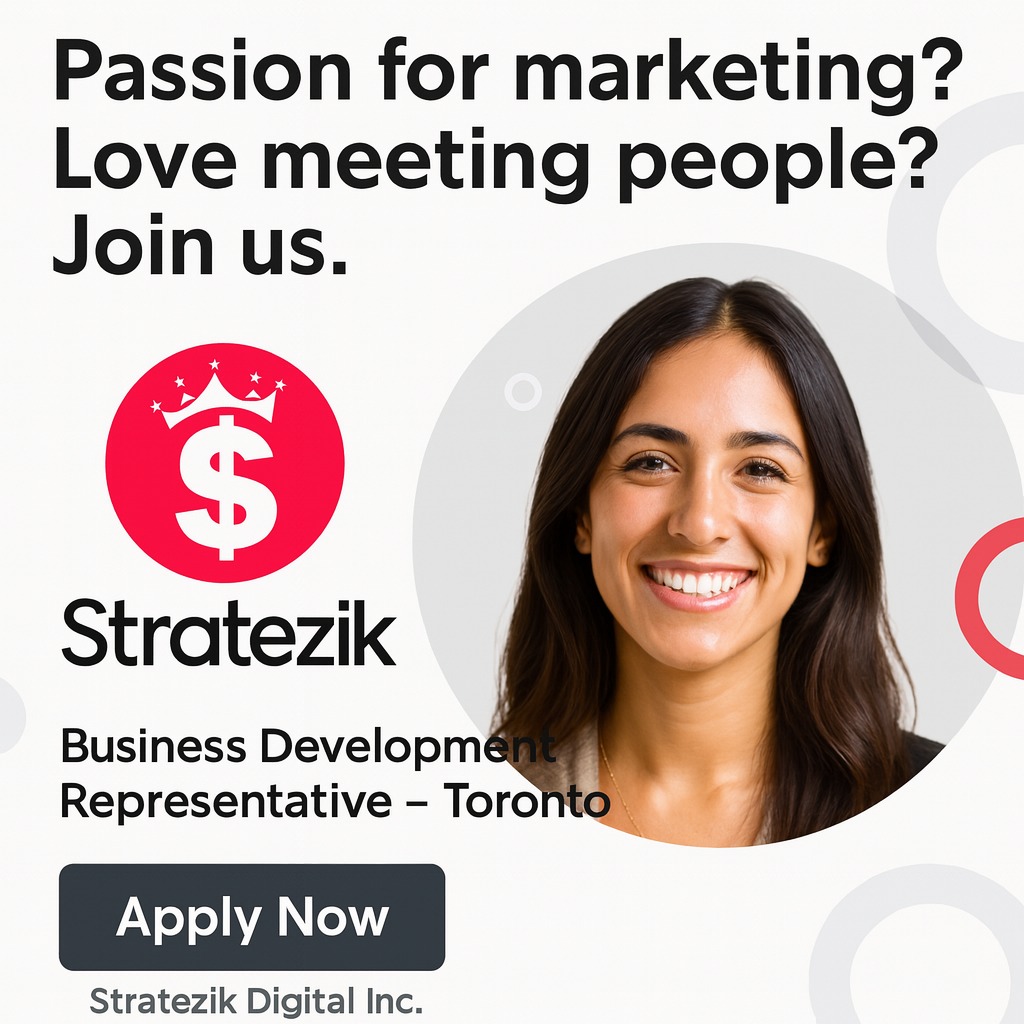 Passion for marketing?
Love meeting people?
Join us.
$
Stratezik
Business Development
Representative – Toronto
Apply Now
Stratezik Digital Inc.